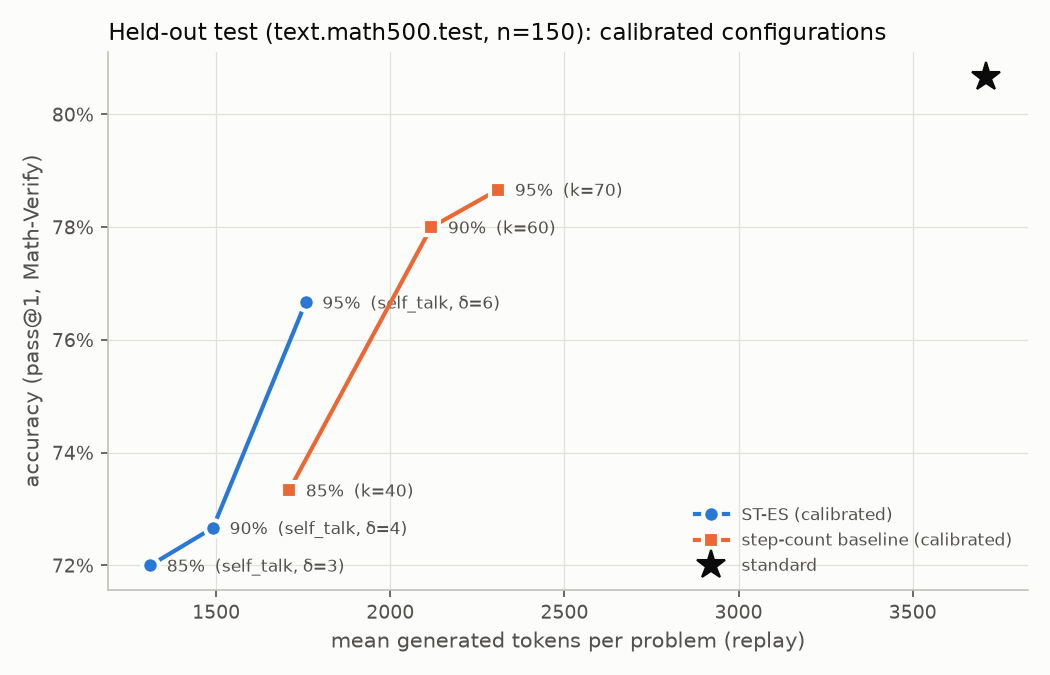 Held-out test (text.math500.test, n=150): calibrated configurations
accuracy (pass@1, Math-Verify)
80%
78%
76%
74%
72%
95% (k=70)
90% (k=60)
95% (self_talk, δ=6)
85% (k=40)
90% (self_talk, δ=4)
85% (self_talk, δ=3)
ST-ES (calibrated)
step-count baseline (calibrated)
standard
1500 2000 2500 3000 3500
mean generated tokens per problem (replay)